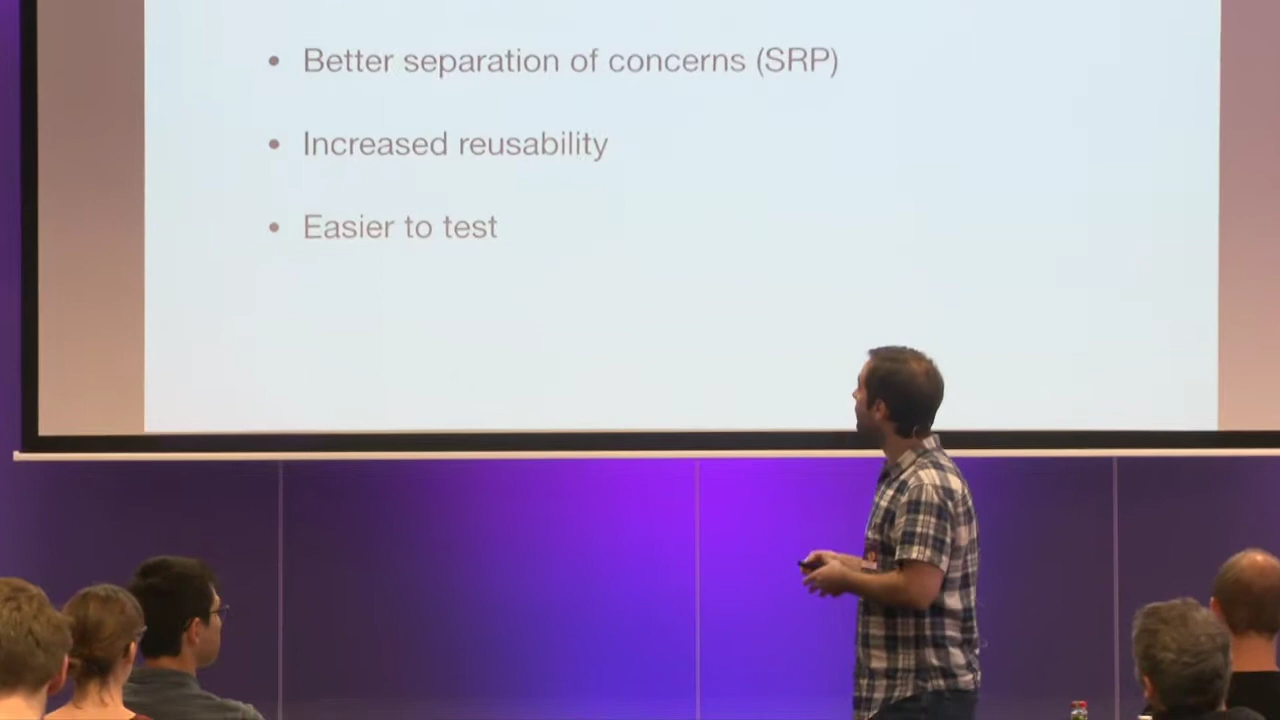 • Better separation of concerns (SRP)
• Increased reusability
• Easier to test